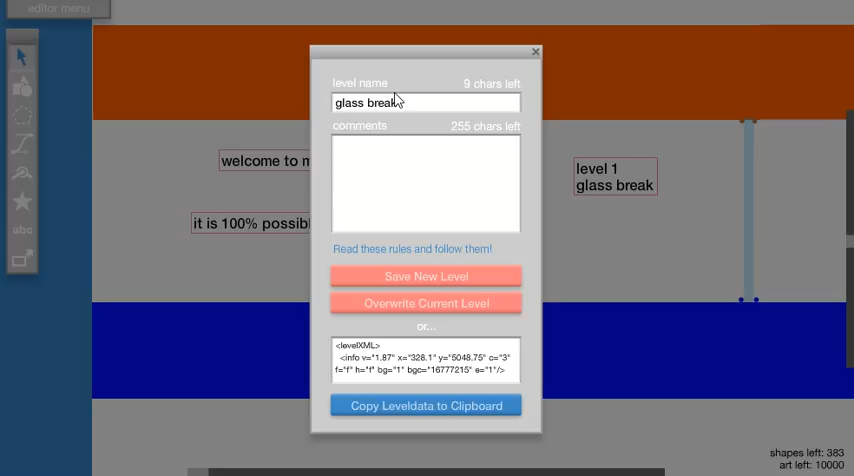 editor menu
level name
9 chars left
glass break
comments
255 chars left
welcome to m
level 1
glass break
it is 100% possib
abc
Read these rules and follow them!
Save New Level
Overwrite Current Level
or...
<levelXML>
<info v="1.87" x="328.1" y="5048.75" c="3"
f="f" h="f" bg="1" bgc="16777215" e="1"/>
Copy Leveldata to Clipboard
shapes left: 383
art left: 10000